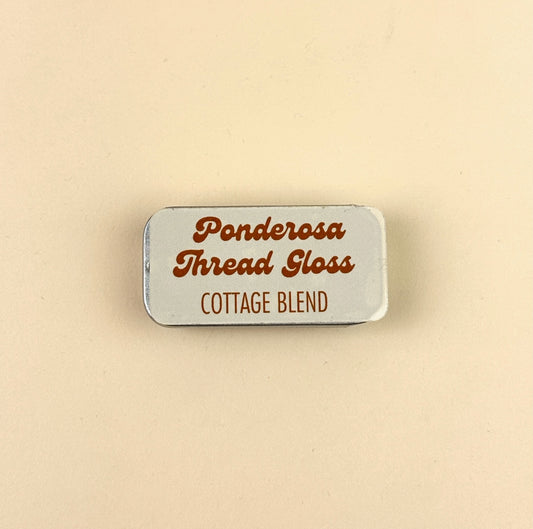 Ponderosa
Thread Gloss
COTTAGE BLEND